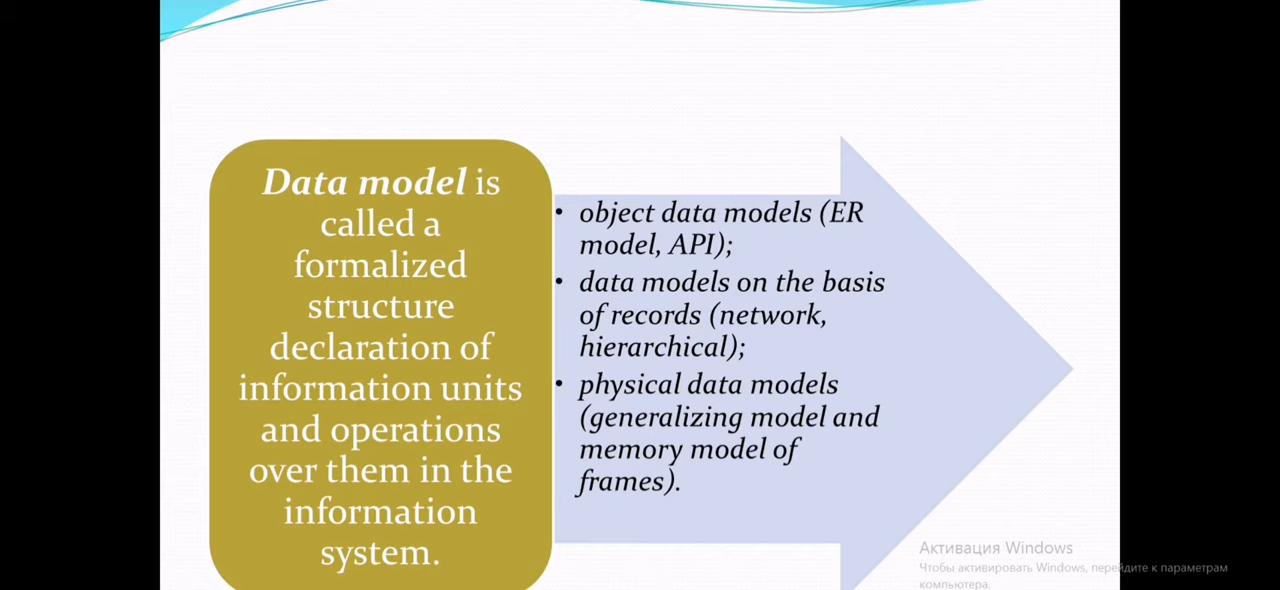 Data model is
called a
formalized
structure
declaration of
information units
and operations
over them in the
information
system.
• object data models (ER
model, API);
• data models on the basis
of records (network,
hierarchical);
• physical data models
(generalizing model and
memory model of
frames).
Активация Windows
Чтобы активировать Windows, перейдите к параметрам
компьютера.